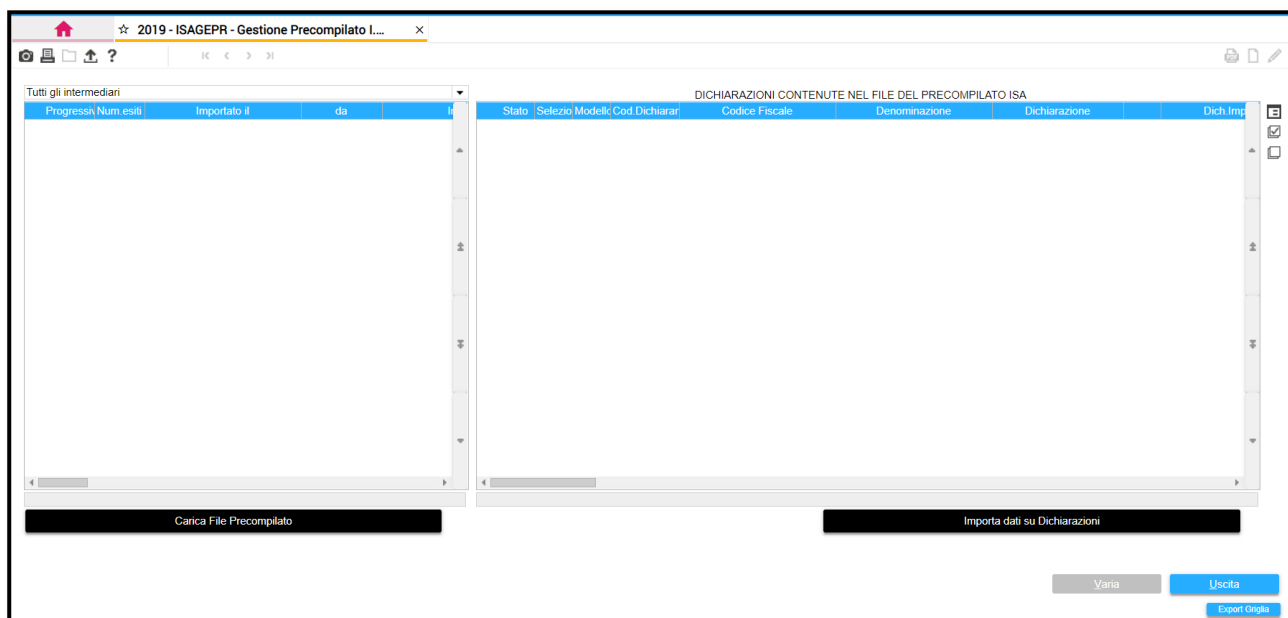 ☆ 2019 - ISAGEPR - Gestione Precompilato I.... ×
?
Tutti gli intermediari
DICHIARAZIONI CONTENUTE NEL FILE DEL PRECOMPILATO ISA
Progressiv Num.esiti Importato il da
Stato Selezio Modello Cod.Dichiarar Codice Fiscale Denominazione Dichiarazione Dich.Imp
Carica File Precompilato Importa dati su Dichiarazioni
Varia Uscita
Export Griglia